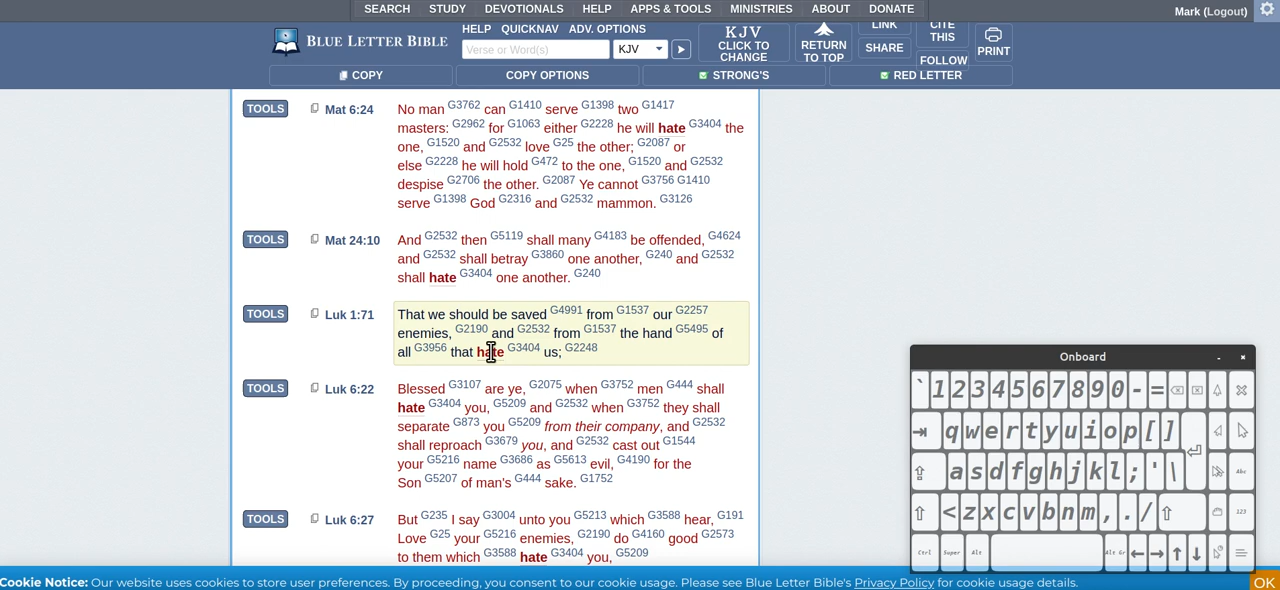 SEARCH STUDY DEVOTIONALS HELP APPS & TOOLS MINISTRIES ABOUT DONATE
Mark (Logout)
BLUE LETTER BIBLE
HELP QUICKNAV ADV. OPTIONS
Verse or Word(s) KJV
KJV
CLICK TO
CHANGE
RETURN
TO TOP
LINK
SHARE
CITE
THIS
FOLLOW
PRINT
COPY COPY OPTIONS STRONG'S RED LETTER
TOOLS Mat 6:24 No man G3762 can G1410 serve G1398 two G1417
masters: G2962 for G1063 either G2228 he will hate G3404 the
one, G1520 and G2532 love G25 the other; G2087 or
else G2228 he will hold G472 to the one, G1520 and G2532
despise G2706 the other. G2087 Ye cannot G3756 G1410
serve G1398 God G2316 and G2532 mammon. G3126
TOOLS Mat 24:10 And G2532 then G5119 shall many G4183 be offended, G4624
and G2532 shall betray G3860 one another, G240 and G2532
shall hate G3404 one another. G240
TOOLS Luk 1:71 That we should be saved G4991 from G1537 our G2257
enemies, G2190 and G2532 from G1537 the hand G5495 of
all G3956 that hate G3404 us; G2248
TOOLS Luk 6:22 Blessed G3107 are ye, G2075 when G3752 men G444 shall
hate G3404 you, G5209 and G2532 when G3752 they shall
separate G873 you G5209 from their company, and G2532
shall reproach G3679 you, and G2532 cast out G1544
your G5216 name G3686 as G5613 evil, G4190 for the
Son G5207 of man's G444 sake. G1752
TOOLS Luk 6:27 But G235 I say G3004 unto you G5213 which G3588 hear, G191
Love G25 your G5216 enemies, G2190 do G4160 good G2573
to them which G3588 hate G3404 you, G5209
Onboard
` 1 2 3 4 5 6 7 8 9 0 - =
q w e r t y u i o p [ ]
a s d f g h j k l ; ' \ Abc
< z x c v b n m , . / 123
Ctrl Super Alt Alt Gr
Cookie Notice: Our website uses cookies to store user preferences. By proceeding, you consent to our cookie usage. Please see Blue Letter Bible's Privacy Policy for cookie usage details. OK